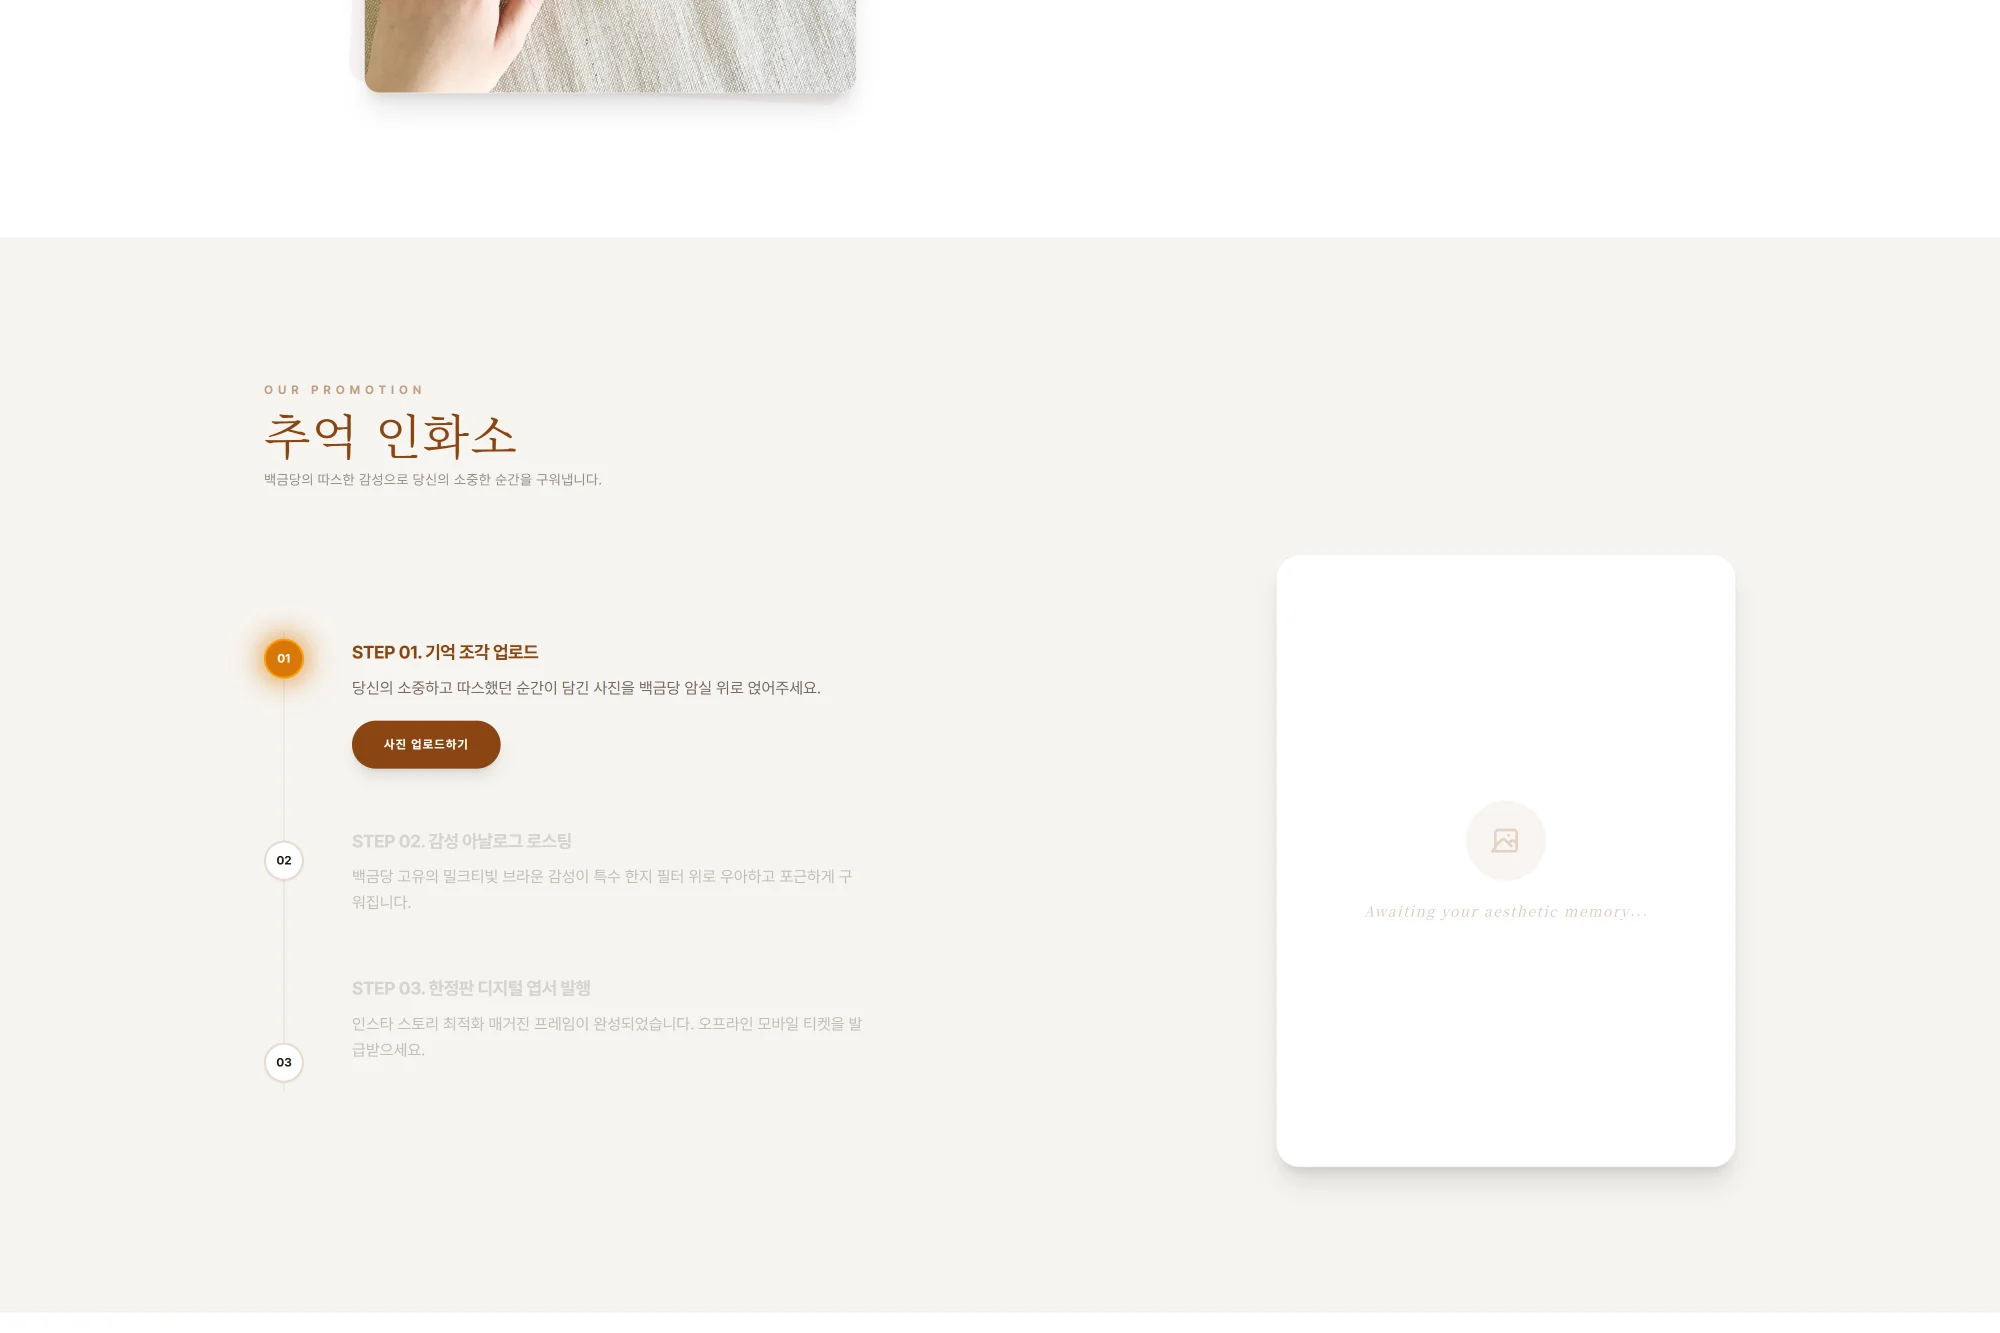 OUR PROMOTION
추억 인화소
백금당의 따스한 감성으로 당신의 소중한 순간을 구워냅니다.
01
STEP 01. 기억 조각 업로드
당신의 소중하고 따스했던 순간이 담긴 사진을 백금당 암실 위로 얹어주세요.
사진 업로드하기
02
STEP 02. 감성 아날로그 로스팅
백금당 고유의 밀크티빛 브라운 감성이 특수 한지 필터 위로 우아하고 포근하게 구
워집니다.
03
STEP 03. 한정판 디지털 엽서 발행
인스타 스토리 최적화 매거진 프레임이 완성되었습니다. 오프라인 모바일 티켓을 발
급받으세요.
Awaiting your aesthetic memory...